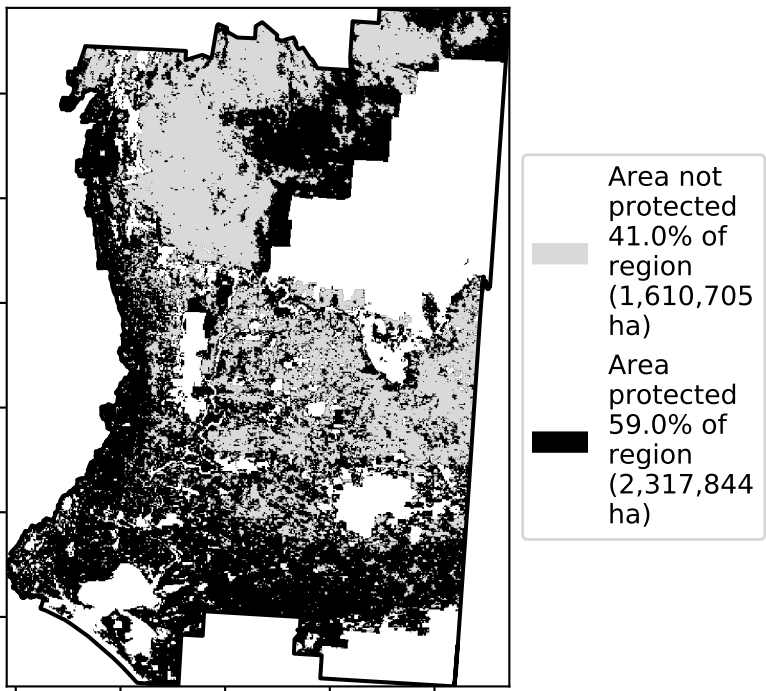 Area not
protected
41.0% of
region
(1,610,705
ha)
Area
protected
59.0% of
region
(2,317,844
ha)